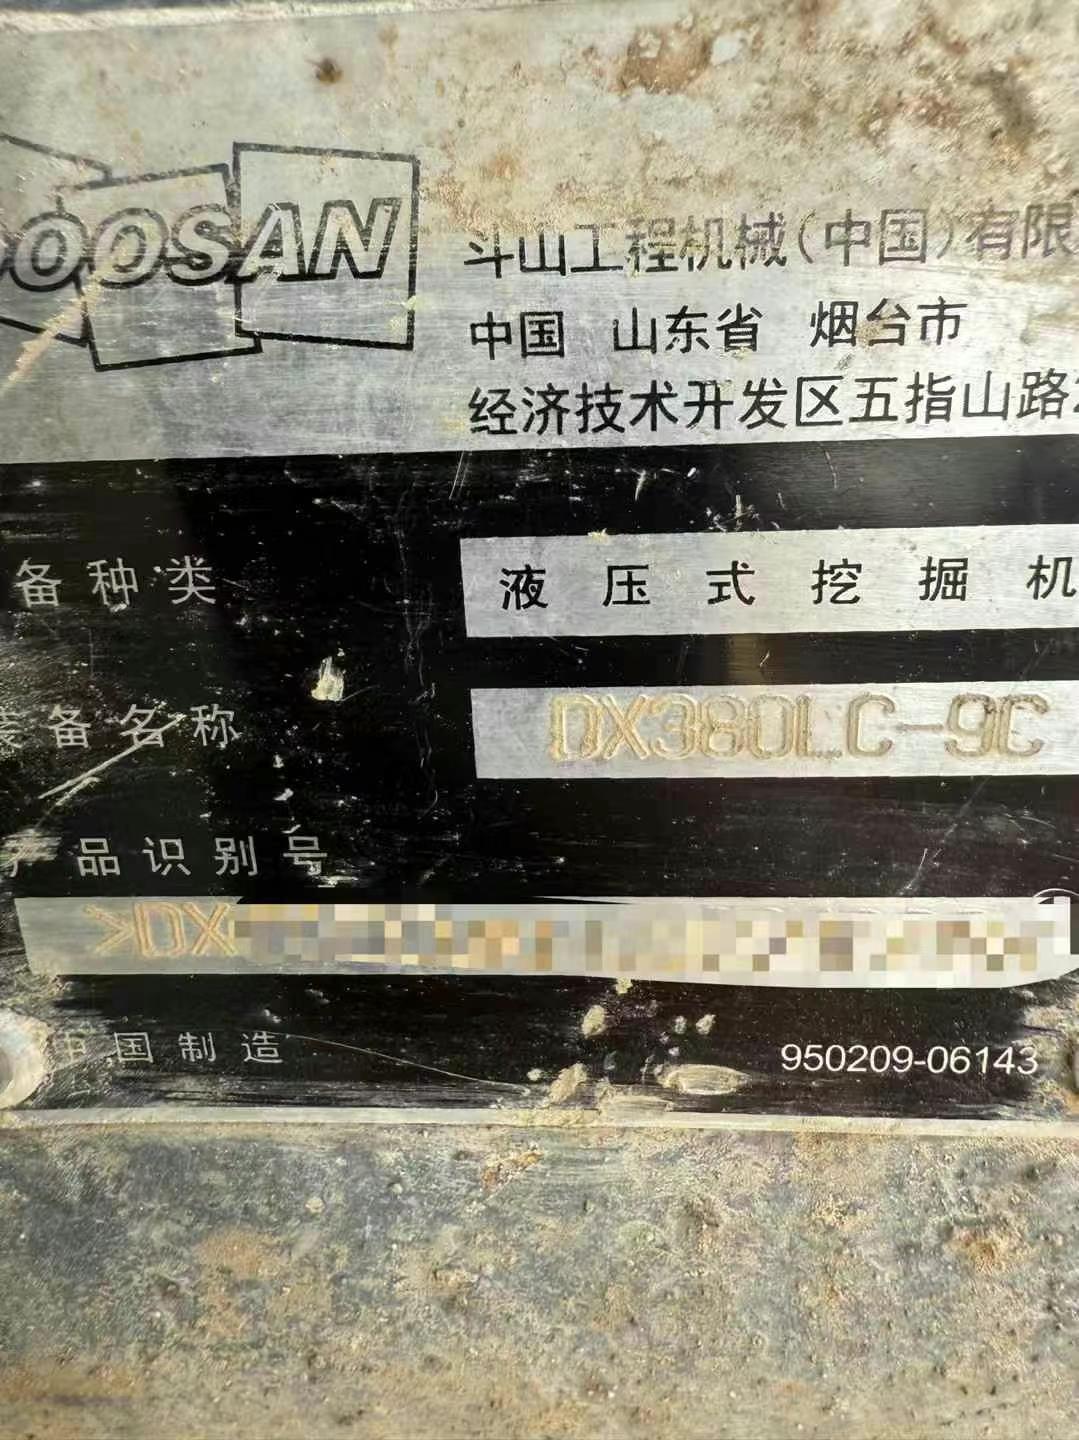 DOOSAN
斗山工程机械(中国)有限
中国 山东省 烟台市
经济技术开发区五指山路
备种类 液压式挖掘机
装备名称 DX380LC-9C
产品识别号
>DX
中国制造 950209-06143